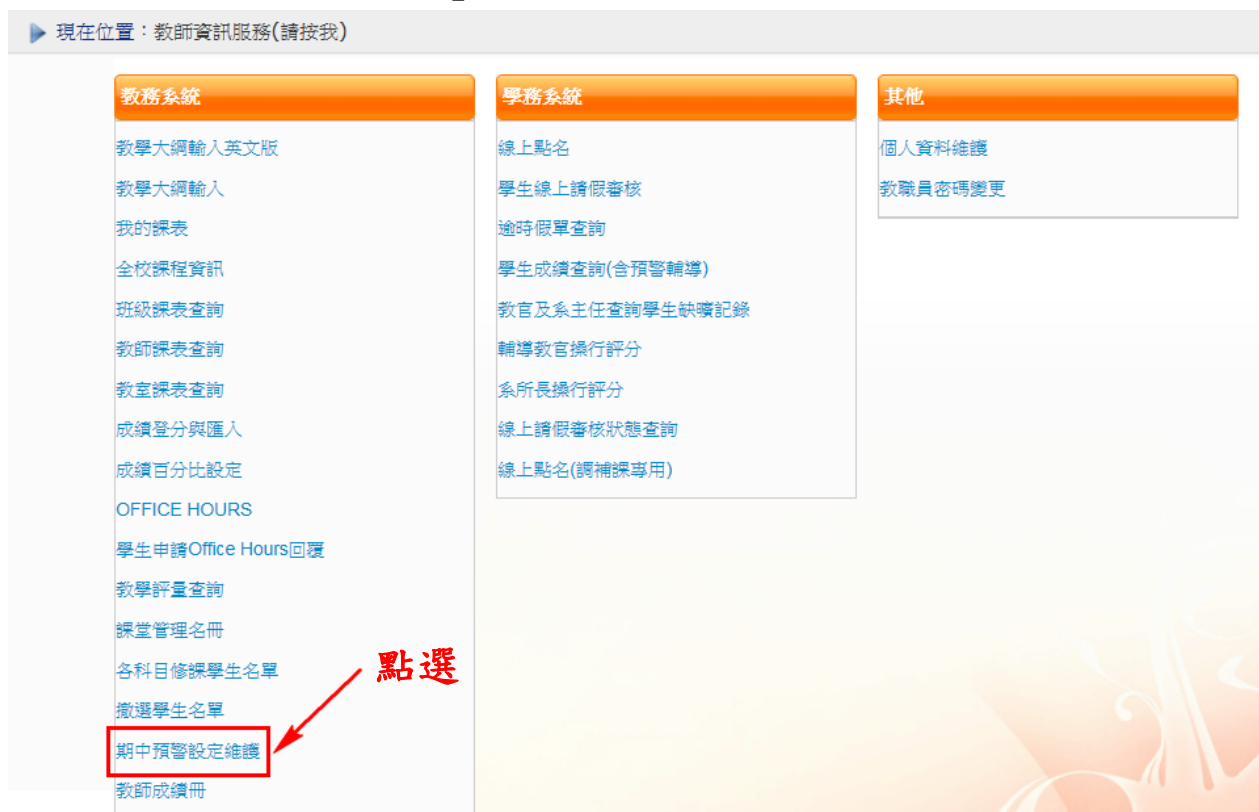 現在位置：教師資訊服務(請按我)
教務系統
教學大綱輸入英文版
教學大綱輸入
我的課表
全校課程資訊
班級課表查詢
教師課表查詢
教室課表查詢
成績登分與匯入
成績百分比設定
OFFICE HOURS
學生申請Office Hours回覆
教學評量查詢
課堂管理名冊
各科目修課學生名單
撤選學生名單
期中預警設定維護
教師成績冊
點選
學務系統
線上點名
學生線上請假審核
逾時假單查詢
學生成績查詢(含預警輔導)
教官及系主任查詢學生缺曠記錄
輔導教官操行評分
系所長操行評分
線上請假審核狀態查詢
線上點名(調補課專用)
其他
個人資料維護
教職員密碼變更